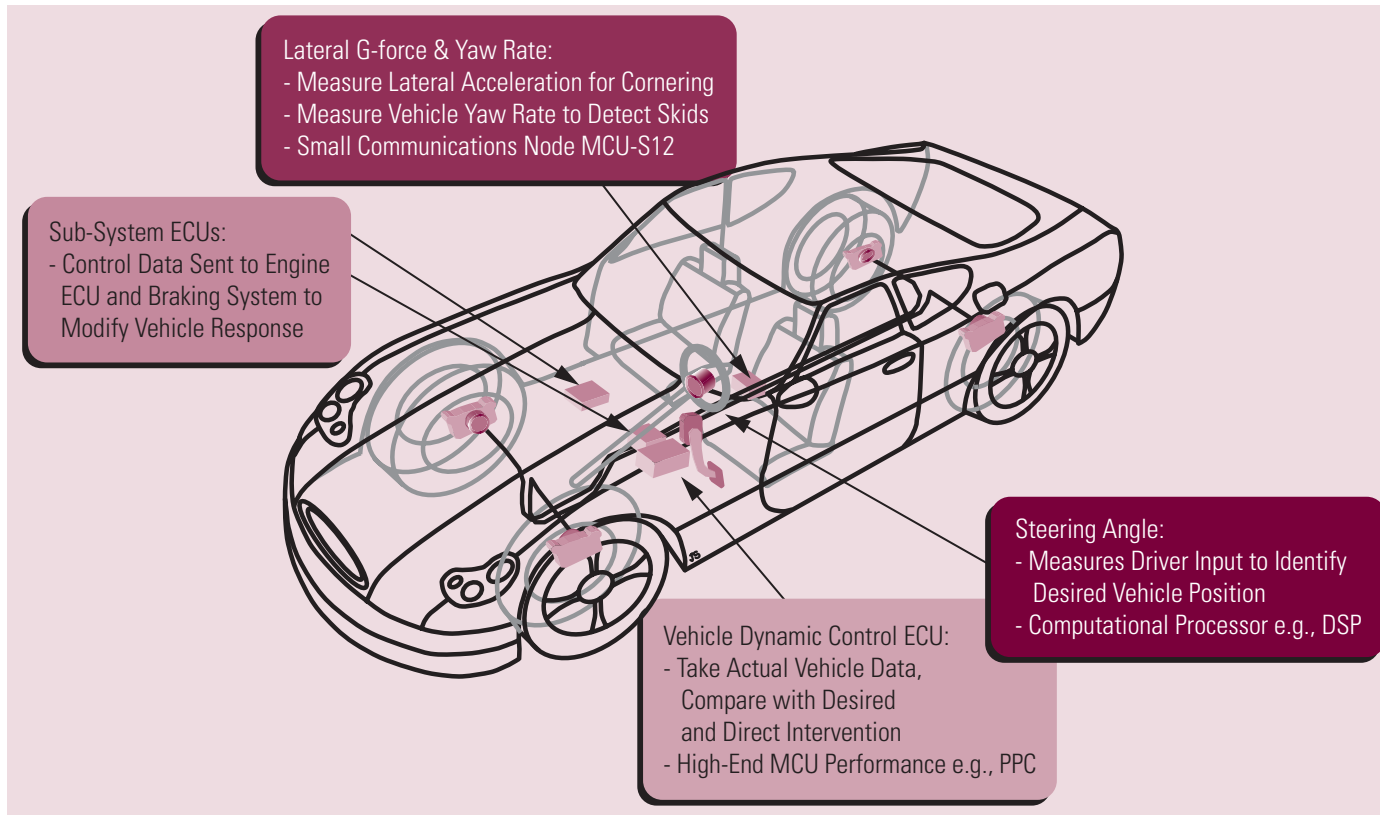 Lateral G-force & Yaw Rate:
- Measure Lateral Acceleration for Cornering
- Measure Vehicle Yaw Rate to Detect Skids
- Small Communications Node MCU-S12
Sub-System ECUs:
- Control Data Sent to Engine
ECU and Braking System to
Modify Vehicle Response
Steering Angle:
- Measures Driver Input to Identify
Desired Vehicle Position
- Computational Processor e.g., DSP
Vehicle Dynamic Control ECU:
- Take Actual Vehicle Data,
Compare with Desired
and Direct Intervention
- High-End MCU Performance e.g., PPC